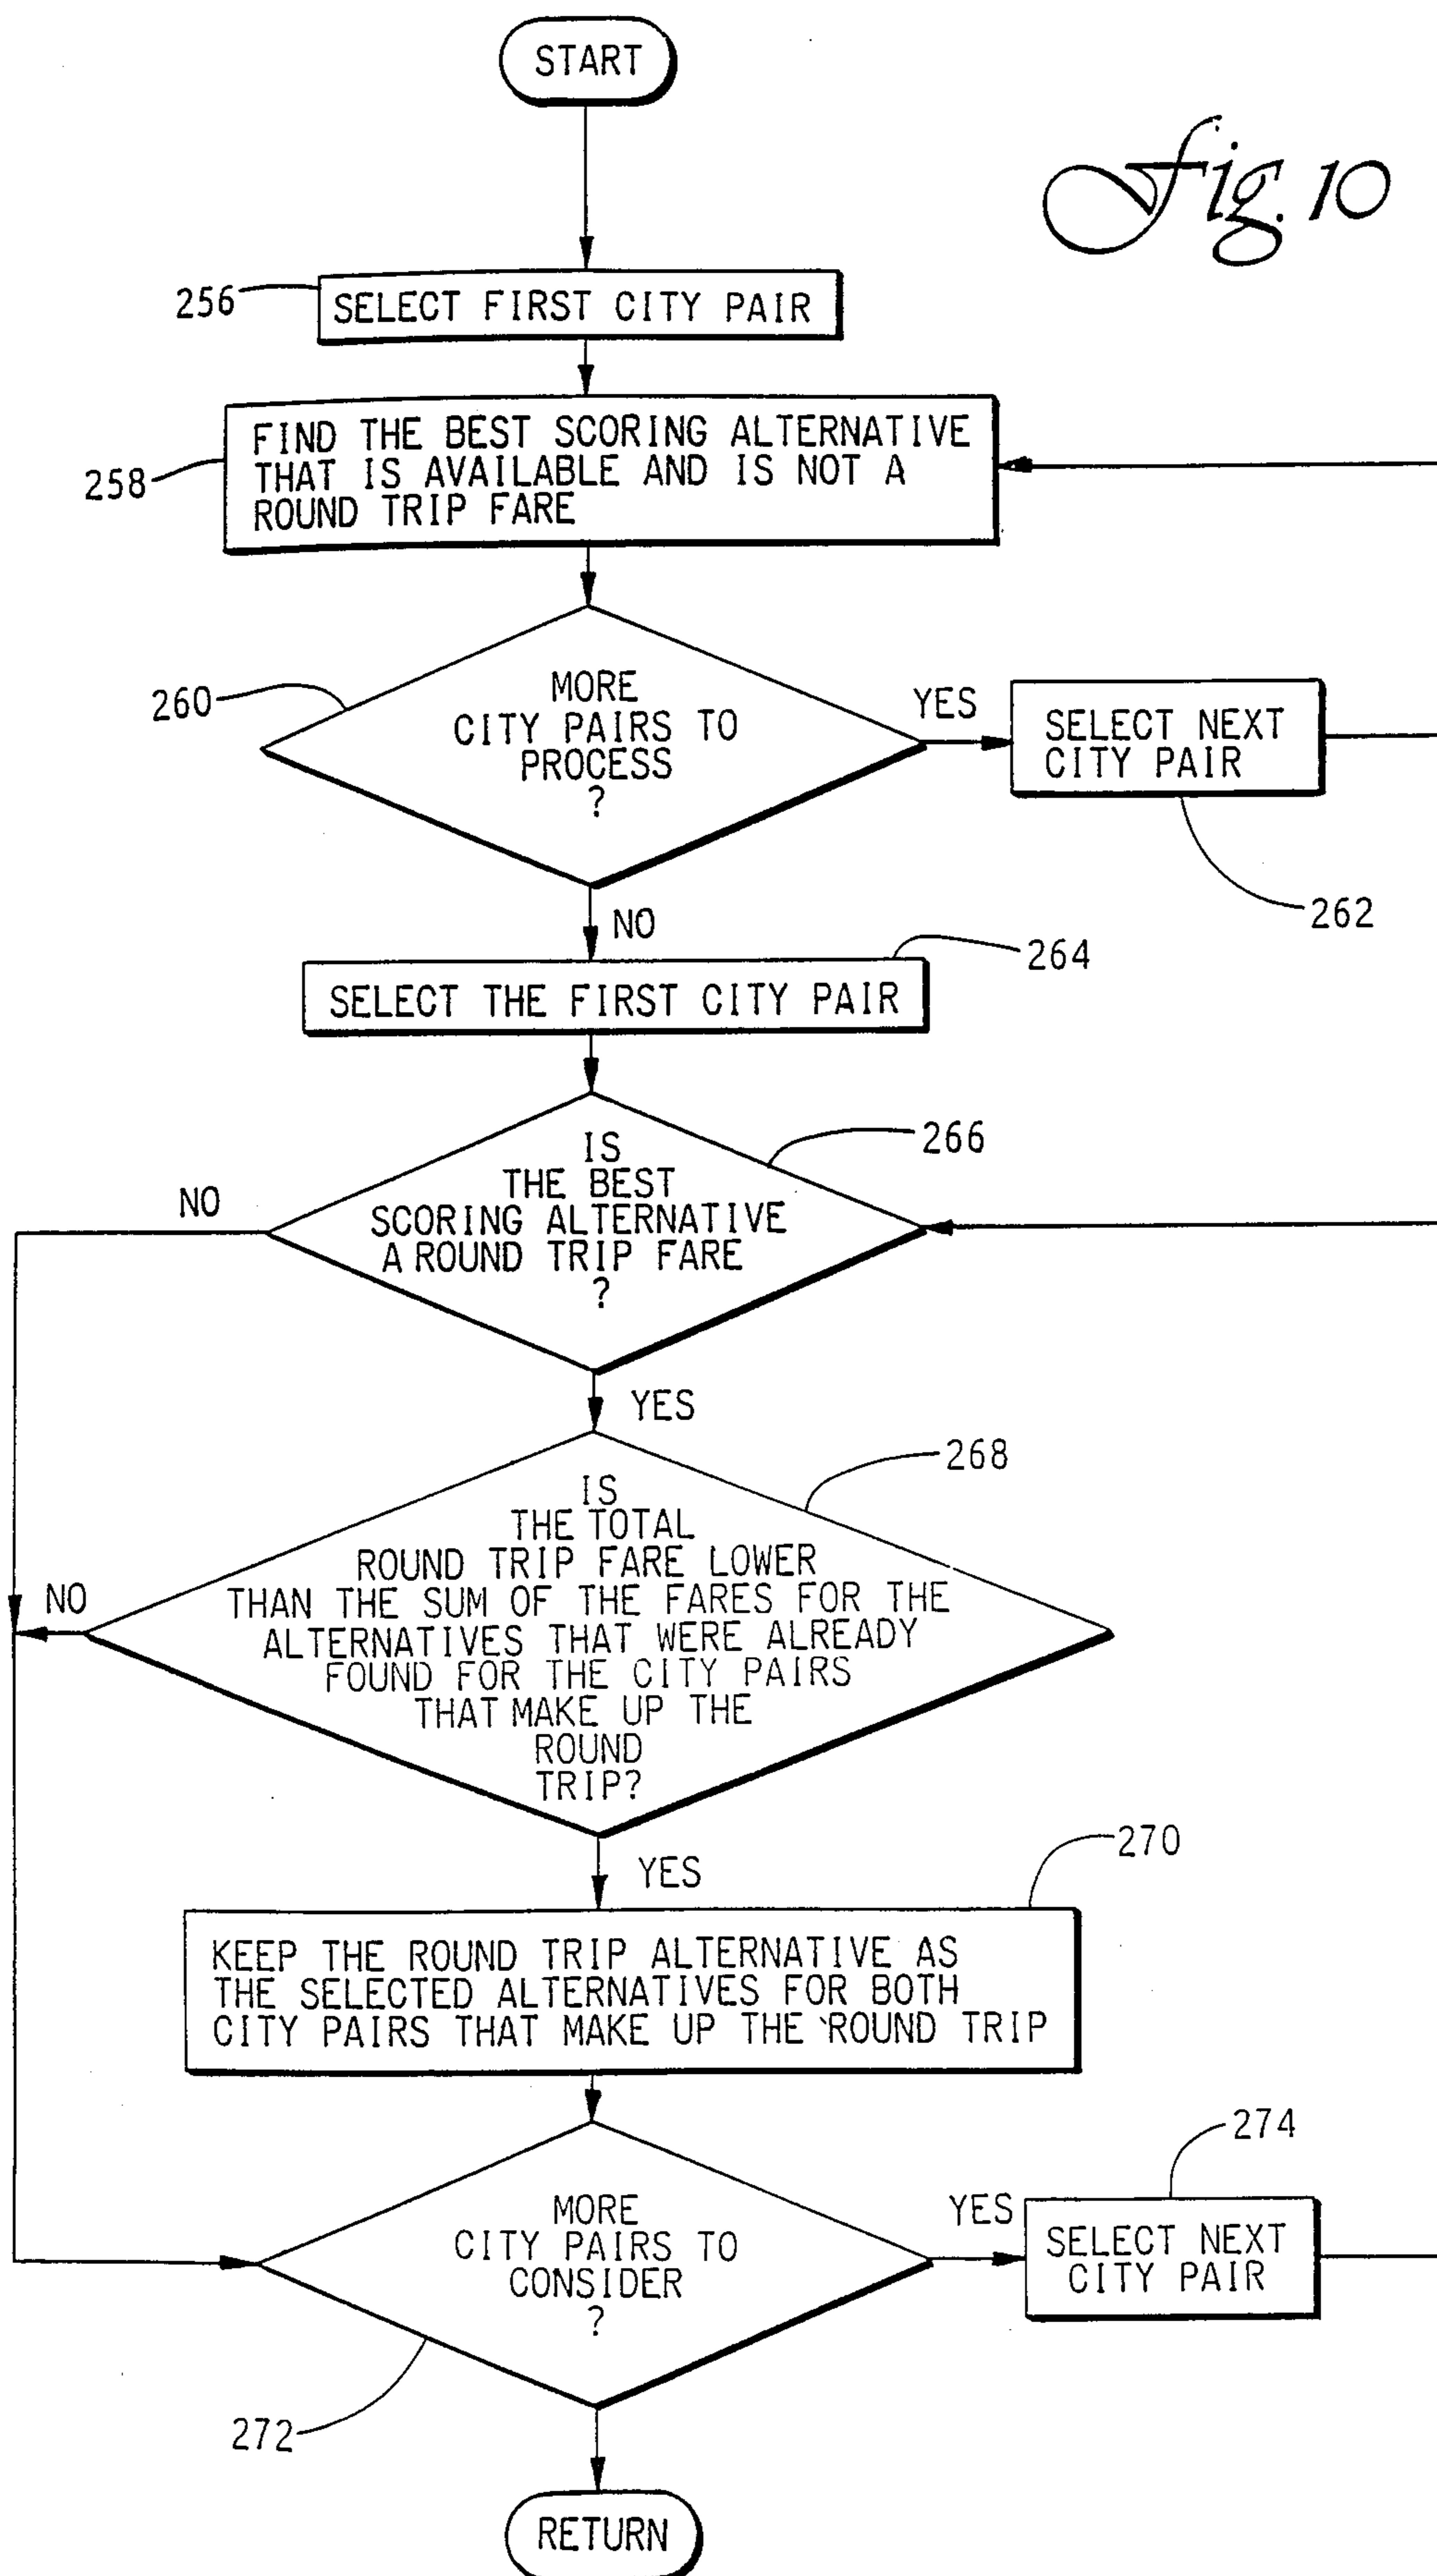 START
Fig. 10
256
SELECT FIRST CITY PAIR
258
FIND THE BEST SCORING ALTERNATIVE
THAT IS AVAILABLE AND IS NOT A
ROUND TRIP FARE
260
MORE
CITY PAIRS TO
PROCESS
?
YES
SELECT NEXT
CITY PAIR
262
NO
264
SELECT THE FIRST CITY PAIR
266
IS
THE BEST
SCORING ALTERNATIVE
A ROUND TRIP FARE
?
NO
YES
268
IS
THE TOTAL
ROUND TRIP FARE LOWER
THAN THE SUM OF THE FARES FOR THE
ALTERNATIVES THAT WERE ALREADY
FOUND FOR THE CITY PAIRS
THAT MAKE UP THE
ROUND
TRIP?
NO
YES
270
KEEP THE ROUND TRIP ALTERNATIVE AS
THE SELECTED ALTERNATIVES FOR BOTH
CITY PAIRS THAT MAKE UP THE ROUND TRIP
274
MORE
CITY PAIRS TO
CONSIDER
?
YES
SELECT NEXT
CITY PAIR
272
RETURN